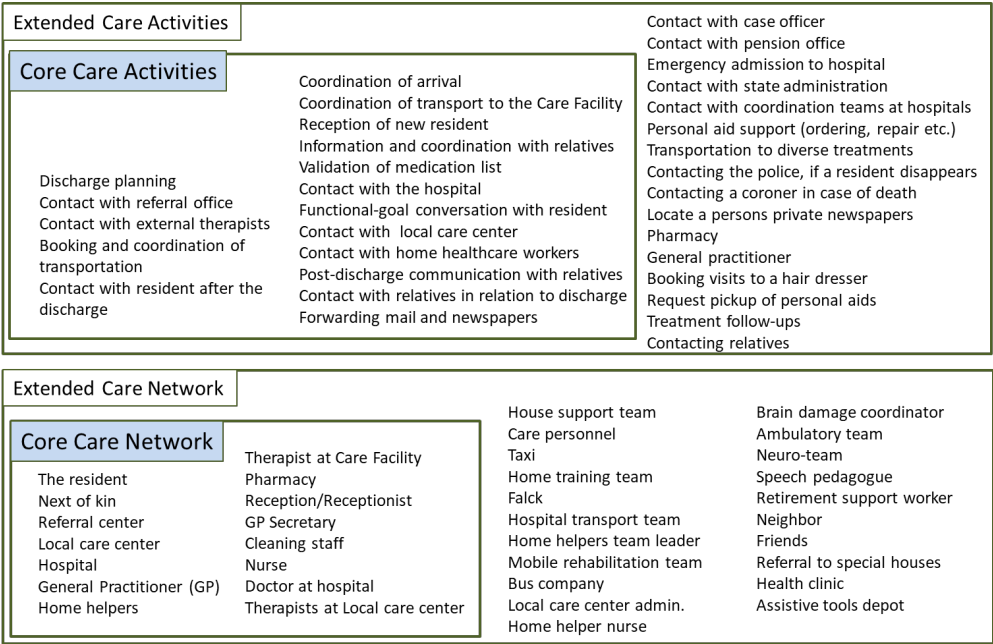 Extended Care Activities
Core Care Activities
Discharge planning
Contact with referral office
Contact with external therapists
Booking and coordination of
transportation
Contact with resident after the
discharge
Coordination of arrival
Coordination of transport to the Care Facility
Reception of new resident
Information and coordination with relatives
Validation of medication list
Contact with the hospital
Functional-goal conversation with resident
Contact with local care center
Contact with home healthcare workers
Post-discharge communication with relatives
Contact with relatives in relation to discharge
Forwarding mail and newspapers
Contact with case officer
Contact with pension office
Emergency admission to hospital
Contact with state administration
Contact with coordination teams at hospitals
Personal aid support (ordering, repair etc.)
Transportation to diverse treatments
Contacting the police, if a resident disappears
Contacting a coroner in case of death
Locate a persons private newspapers
Pharmacy
General practitioner
Booking visits to a hair dresser
Request pickup of personal aids
Treatment follow-ups
Contacting relatives
Extended Care Network
Core Care Network
The resident
Next of kin
Referral center
Local care center
Hospital
General Practitioner (GP)
Home helpers
Therapist at Care Facility
Pharmacy
Reception/Receptionist
GP Secretary
Cleaning staff
Nurse
Doctor at hospital
Therapists at Local care center
House support team
Care personnel
Taxi
Home training team
Falck
Hospital transport team
Home helpers team leader
Mobile rehabilitation team
Bus company
Local care center admin.
Home helper nurse
Brain damage coordinator
Ambulatory team
Neuro-team
Speech pedagogue
Retirement support worker
Neighbor
Friends
Referral to special houses
Health clinic
Assistive tools depot